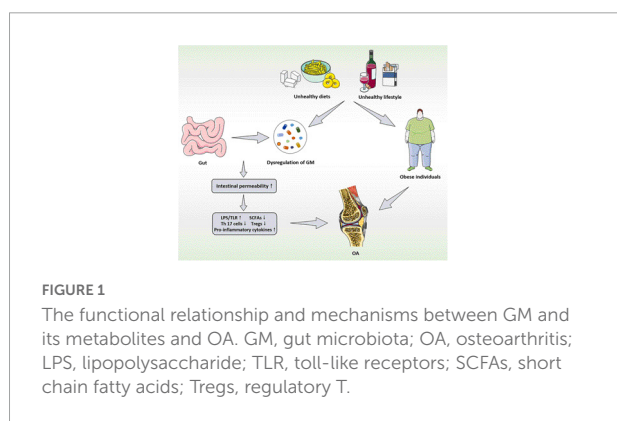 Unhealthy diets Unhealthy lifestyle
Gut Dysregulation of GM
Obese individuals
Intestinal permeability ↑
LPS/TLR ↑ SCFAs ↓
Th 17 cells ↓ Tregs ↓
Pro-inflammatory cytokines ↑
OA
FIGURE 1
The functional relationship and mechanisms between GM and
its metabolites and OA. GM, gut microbiota; OA, osteoarthritis;
LPS, lipopolysaccharide; TLR, toll-like receptors; SCFAs, short
chain fatty acids; Tregs, regulatory T.